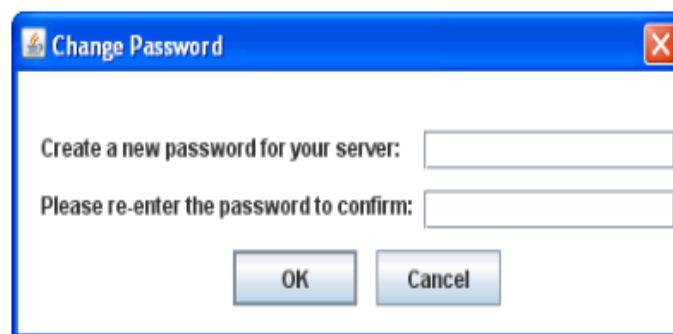 Change Password
Create a new password for your server:
Please re-enter the password to confirm:
OK Cancel